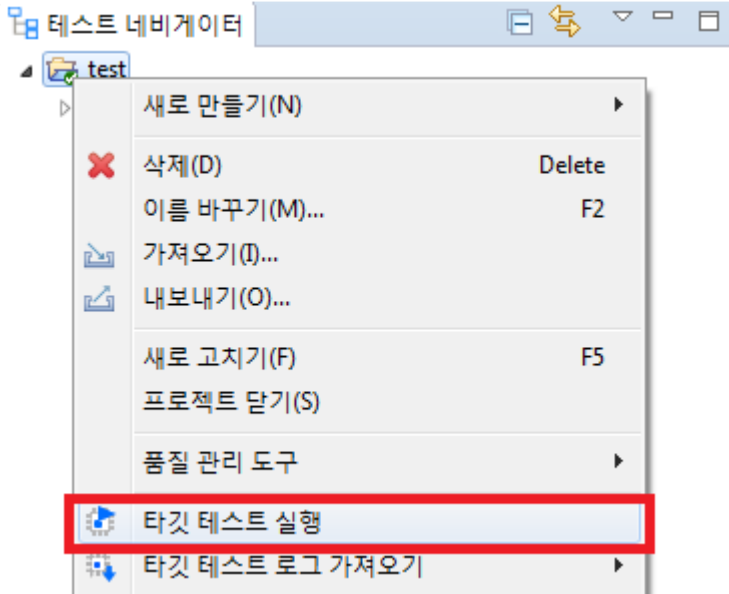 테스트 네비게이터
test
새로 만들기(N)
삭제(D) Delete
이름 바꾸기(M)... F2
가져오기(I)...
내보내기(O)...
새로 고치기(F) F5
프로젝트 닫기(S)
품질 관리 도구
타깃 테스트 실행
타깃 테스트 로그 가져오기